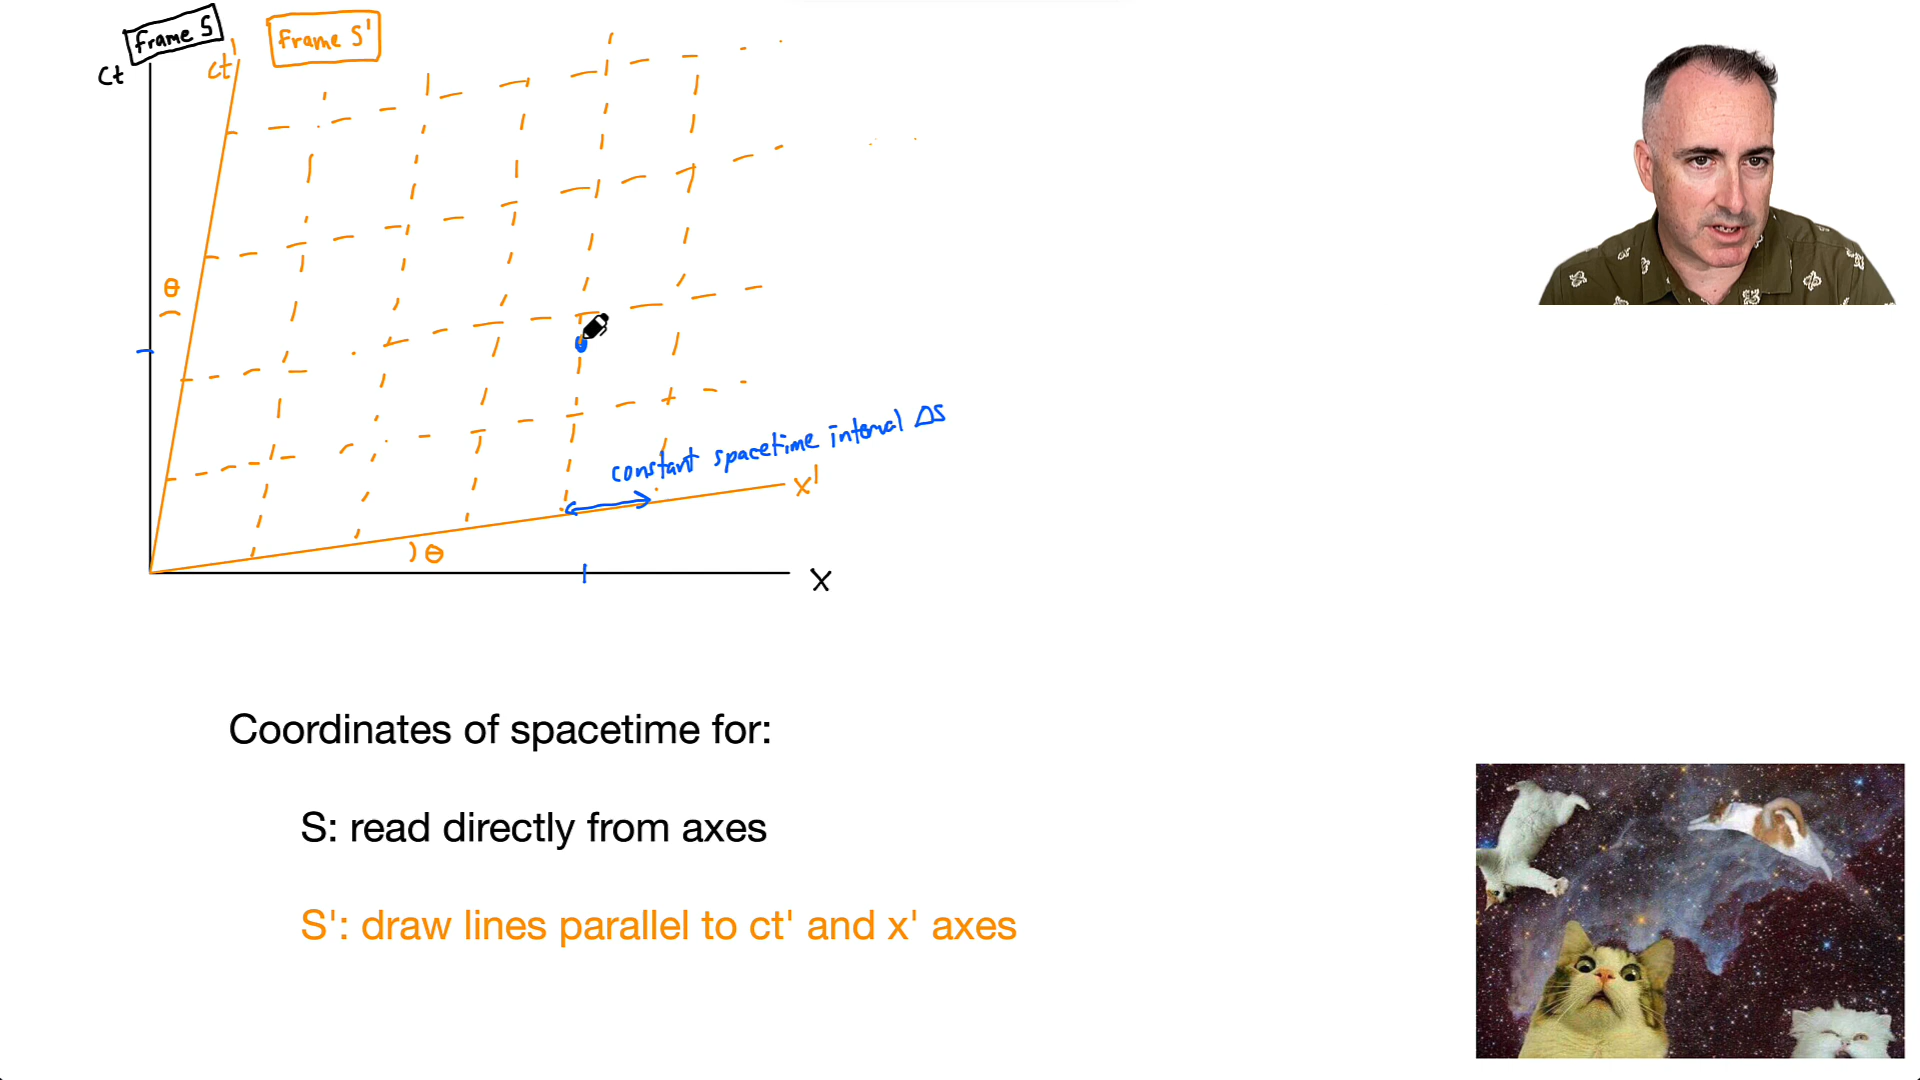 Frame S
Frame S'
ct
ct'
θ
constant spacetime interval ΔS
x'
θ
x
Coordinates of spacetime for:
S: read directly from axes
S': draw lines parallel to ct' and x' axes